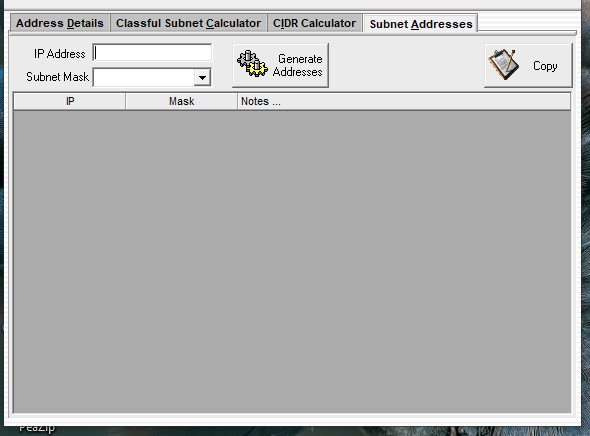 Address Details
Classful Subnet Calculator
CIDR Calculator
Subnet Addresses
IP Address
Subnet Mask
Generate
Addresses
Copy
IP
Mask
Notes ...
PeaZip